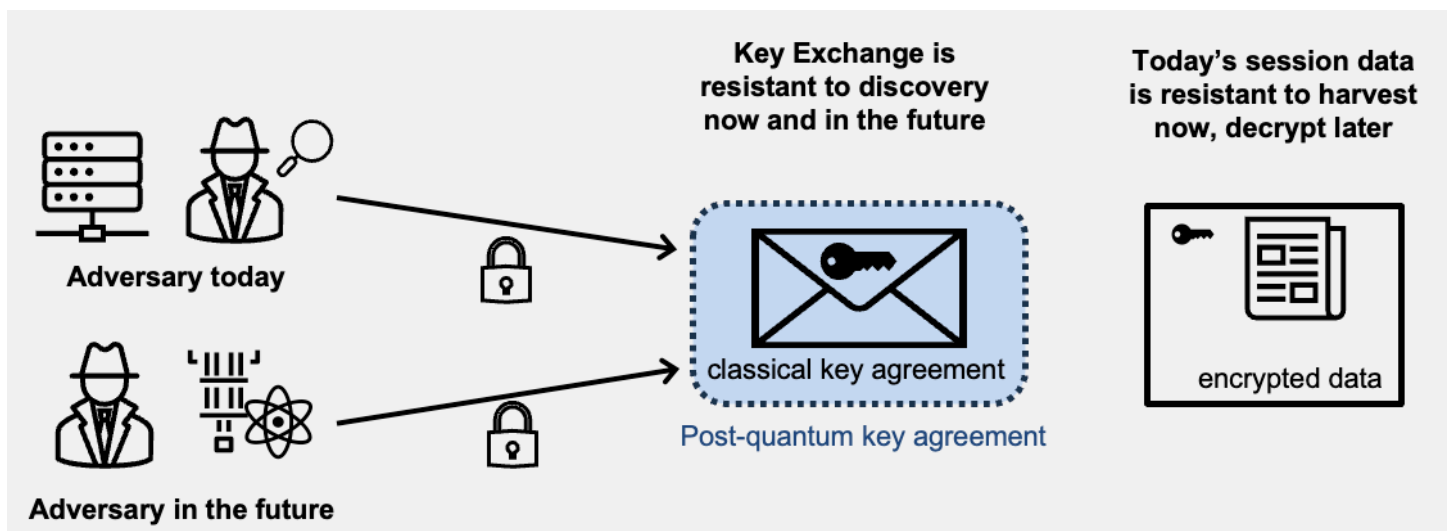 Key Exchange is
resistant to discovery
now and in the future
Today’s session data
is resistant to harvest
now, decrypt later
Adversary today
classical key agreement
encrypted data
Post-quantum key agreement
Adversary in the future